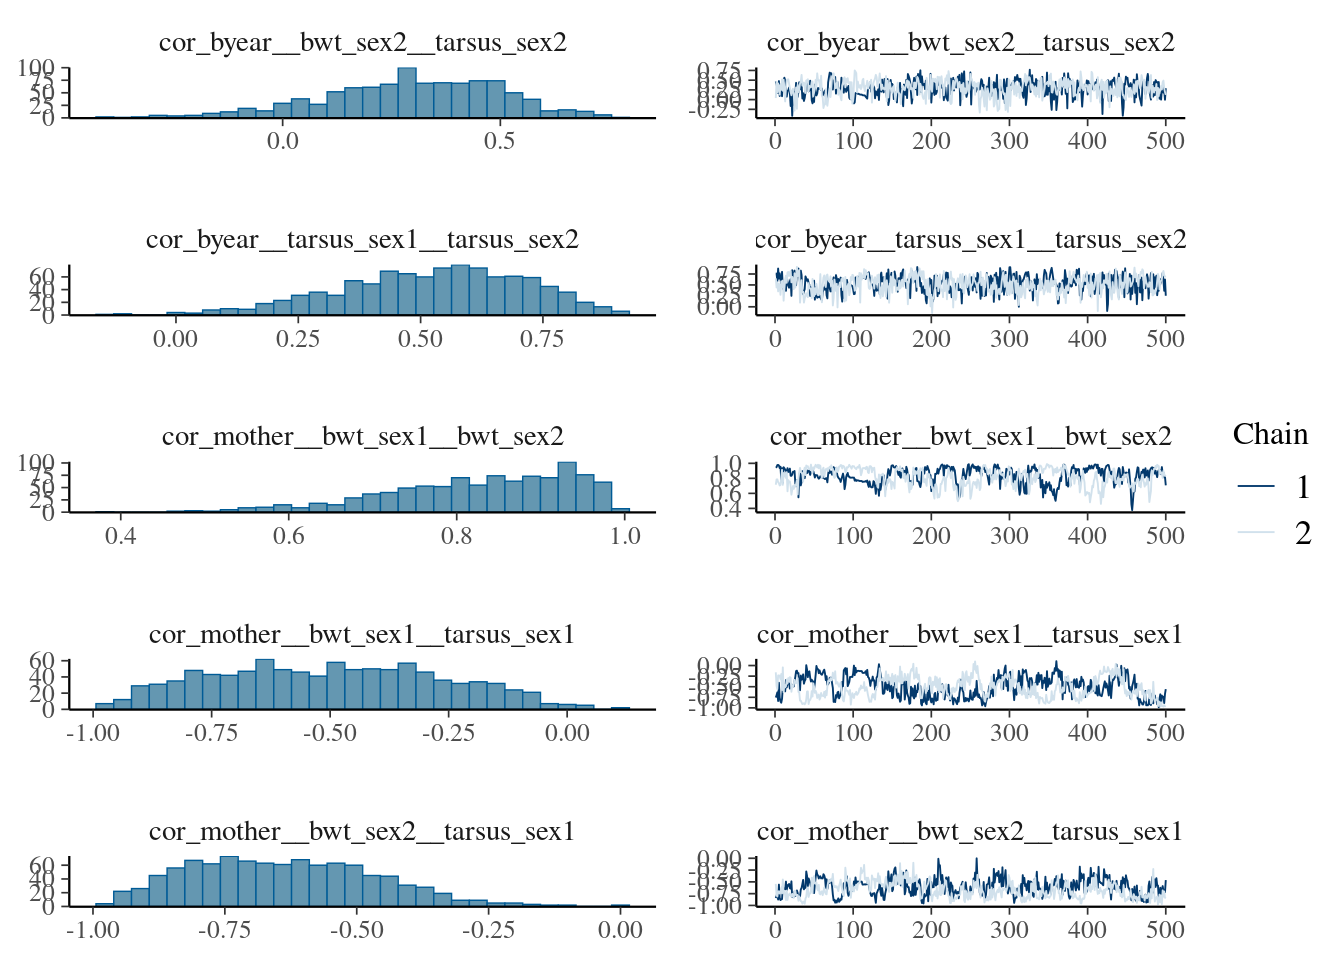 cor_byear__bwt_sex2__tarsus_sex2
100
75
50
25
0
0.0 0.5
cor_byear__bwt_sex2__tarsus_sex2
0.75
0.50
0.25
0.00
-0.25
0 100 200 300 400 500
cor_byear__tarsus_sex1__tarsus_sex2
60
40
20
0
0.00 0.25 0.50 0.75
cor_byear__tarsus_sex1__tarsus_sex2
0.75
0.50
0.25
0.00
0 100 200 300 400 500
cor_mother__bwt_sex1__bwt_sex2
100
75
50
25
0
0.4 0.6 0.8 1.0
cor_mother__bwt_sex1__bwt_sex2
1.0
0.8
0.6
0.4
0 100 200 300 400 500
cor_mother__bwt_sex1__tarsus_sex1
60
40
20
0
-1.00 -0.75 -0.50 -0.25 0.00
cor_mother__bwt_sex1__tarsus_sex1
0.00
-0.25
-0.50
-0.75
-1.00
0 100 200 300 400 500
cor_mother__bwt_sex2__tarsus_sex1
60
40
20
0
-1.00 -0.75 -0.50 -0.25 0.00
cor_mother__bwt_sex2__tarsus_sex1
0.00
-0.25
-0.50
-0.75
-1.00
0 100 200 300 400 500
Chain
1
2